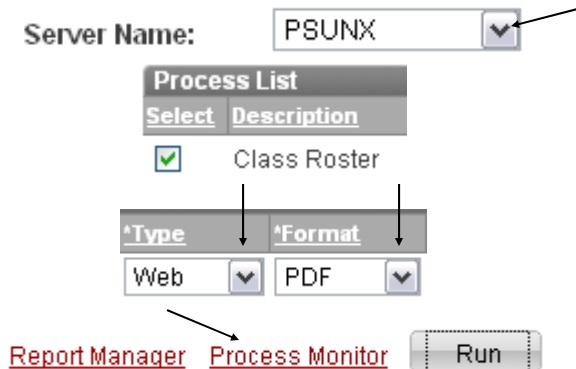 Server Name: PSUNX
Process List
Select Description
Class Roster
*Type *Format
Web PDF
Report Manager Process Monitor Run